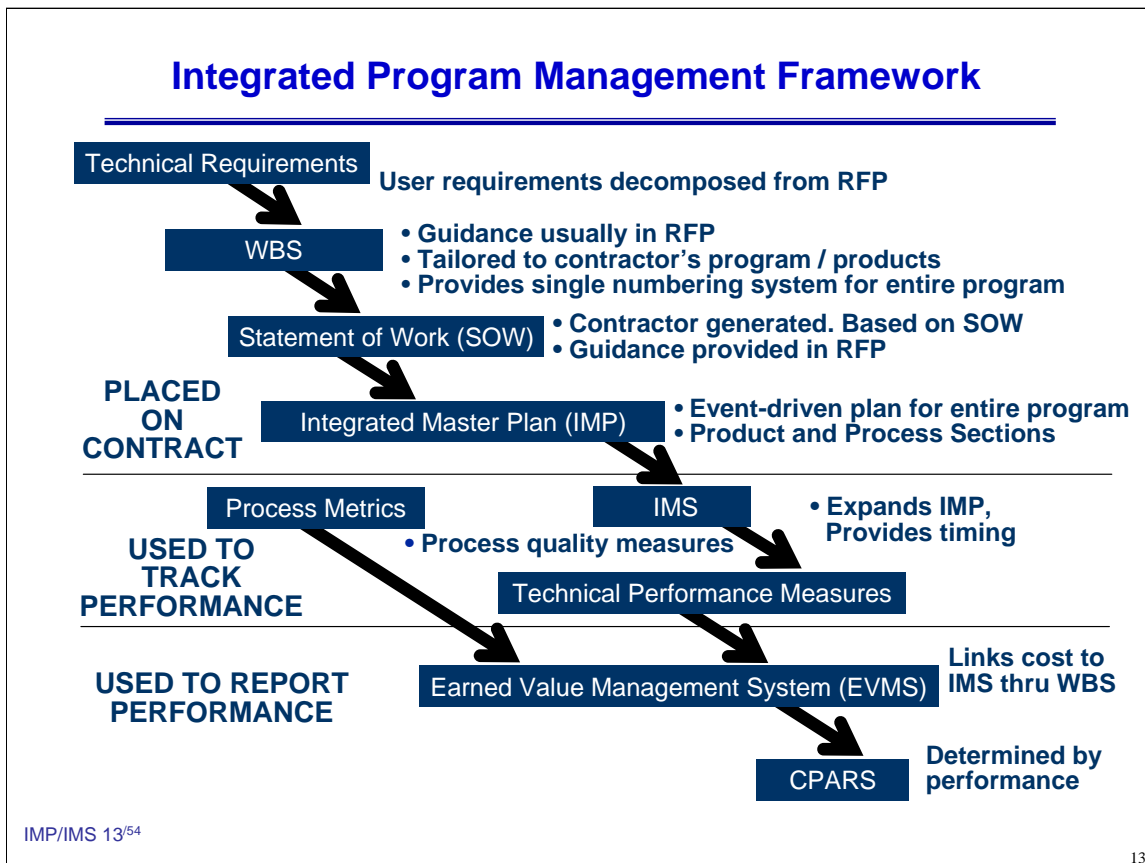 Integrated Program Management Framework
Technical Requirements
User requirements decomposed from RFP
WBS
• Guidance usually in RFP
• Tailored to contractor’s program / products
• Provides single numbering system for entire program
Statement of Work (SOW)
• Contractor generated. Based on SOW
• Guidance provided in RFP
PLACED
ON
CONTRACT
Integrated Master Plan (IMP)
• Event-driven plan for entire program
• Product and Process Sections
Process Metrics
IMS
• Expands IMP,
Provides timing
• Process quality measures
USED TO
TRACK
PERFORMANCE
Technical Performance Measures
USED TO REPORT
PERFORMANCE
Earned Value Management System (EVMS)
Links cost to
IMS thru WBS
CPARS
Determined by
performance
IMP/IMS 13/54
13